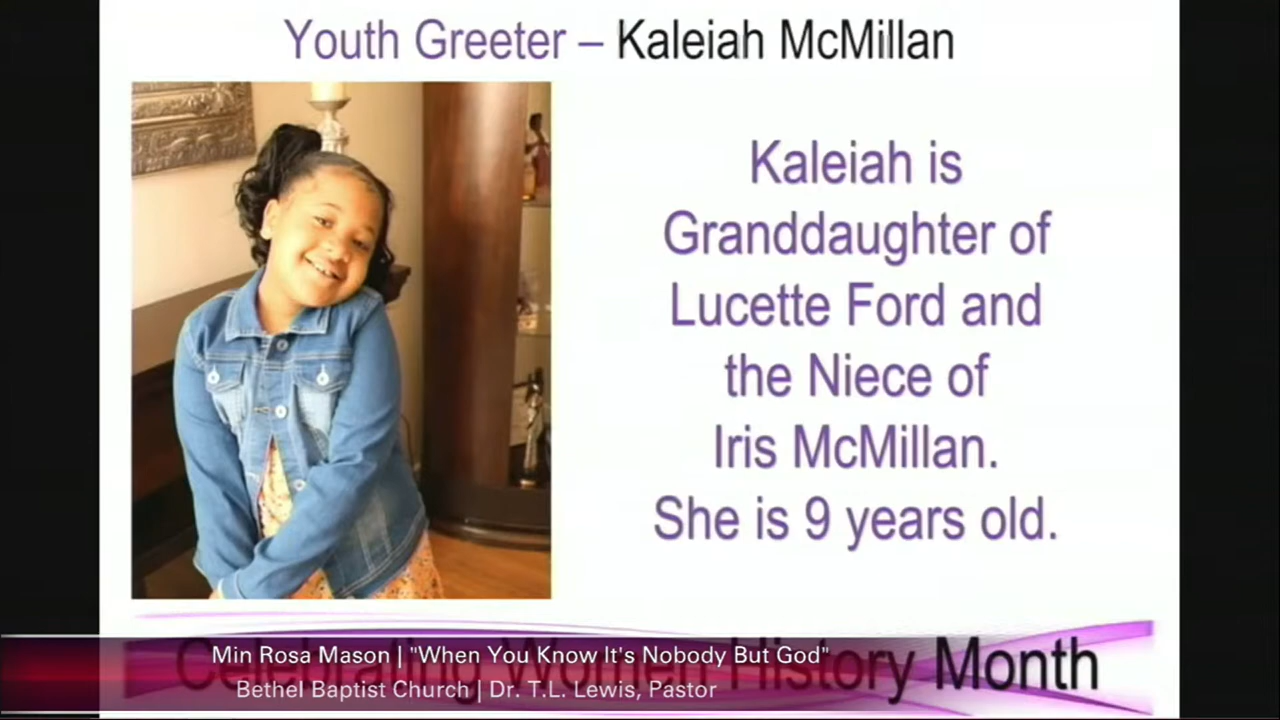 Youth Greeter – Kaleiah McMillan
Kaleiah is
Granddaughter of
Lucette Ford and
the Niece of
Iris McMillan.
She is 9 years old.
Celebrating Women History Month
Min Rosa Mason | "When You Know It's Nobody But God"
Bethel Baptist Church | Dr. T.L. Lewis, Pastor